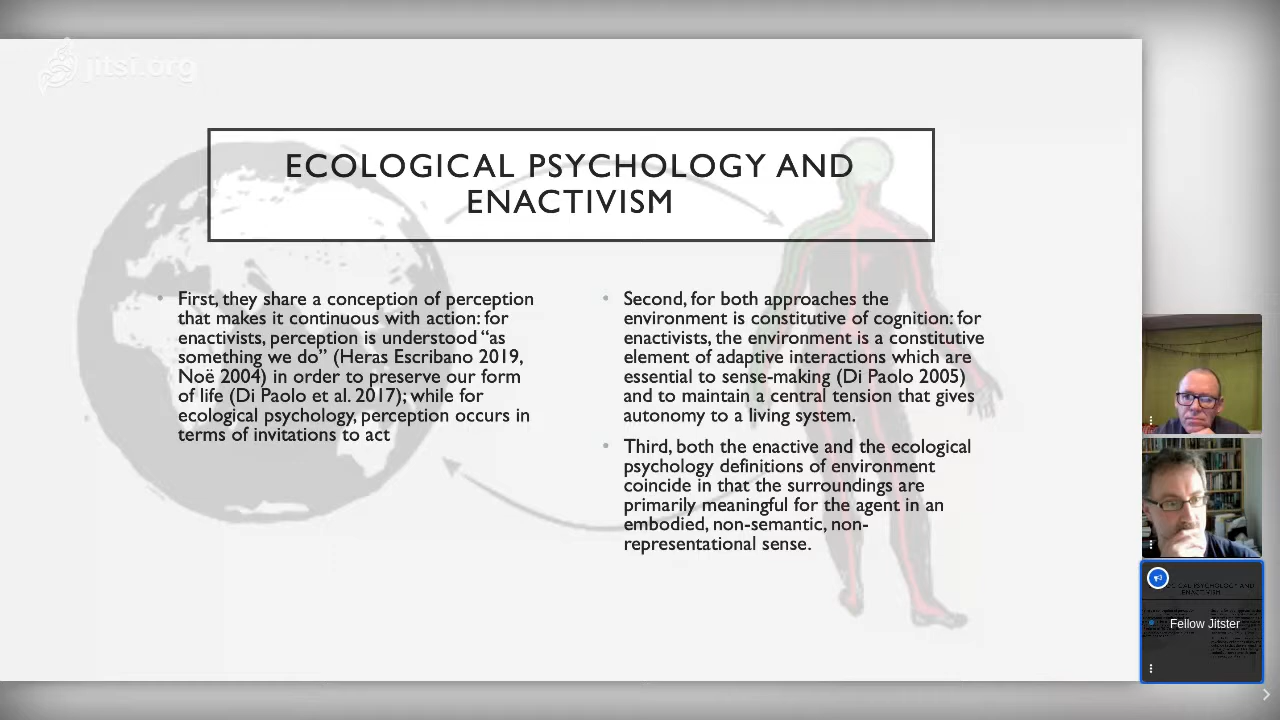 jitsi.org
ECOLOGICAL PSYCHOLOGY AND
ENACTIVISM
• First, they share a conception of perception
that makes it continuous with action: for
enactivists, perception is understood “as
something we do” (Heras Escribano 2019,
Noë 2004) in order to preserve our form
of life (Di Paolo et al. 2017); while for
ecological psychology, perception occurs in
terms of invitations to act
• Second, for both approaches the
environment is constitutive of cognition: for
enactivists, the environment is a constitutive
element of adaptive interactions which are
essential to sense-making (Di Paolo 2005)
and to maintain a central tension that gives
autonomy to a living system.
• Third, both the enactive and the ecological
psychology definitions of environment
coincide in that the surroundings are
primarily meaningful for the agent in an
embodied, non-semantic, non-
representational sense.
Fellow Jitster